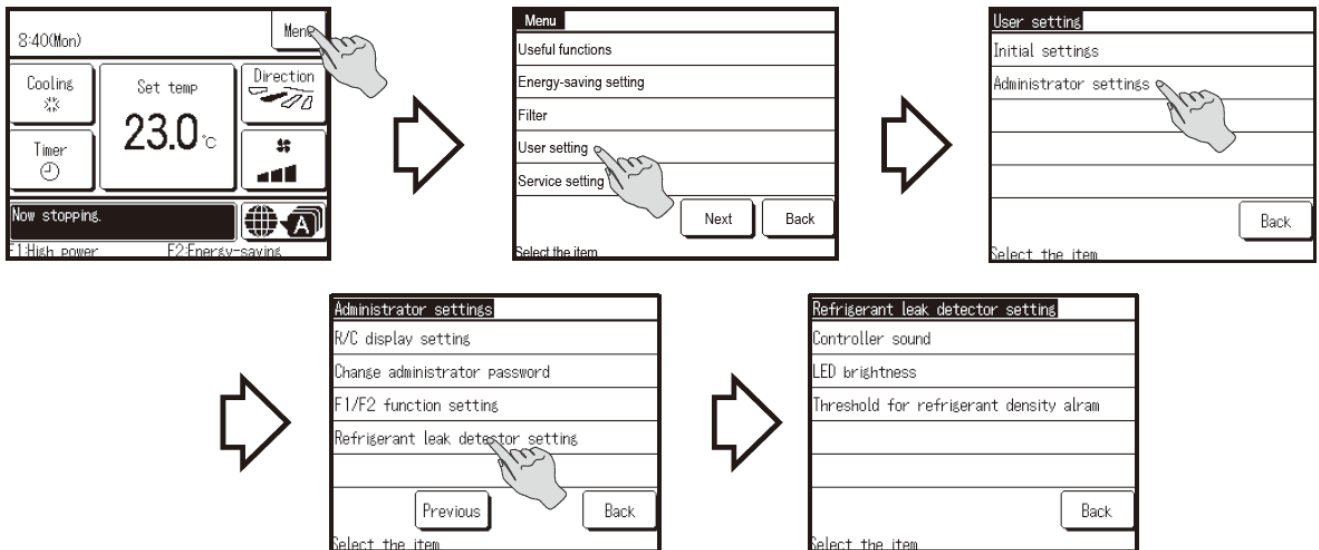 8:40(Mon)
Menu
Cooling
Set temp
Direction
23.0 °C
Timer
Now stopping.
A
F1:High power
F2:Energy-saving
Menu
Useful functions
Energy-saving setting
Filter
User setting
Service setting
Next
Back
Select the item
User setting
Initial settings
Administrator settings
Back
Select the item
Administrator settings
R/C display setting
Change administrator password
F1/F2 function setting
Refrigerant leak detector setting
Previous
Back
Select the item
Refrigerant leak detector setting
Controller sound
LED brightness
Threshold for refrigerant density alram
Back
Select the item